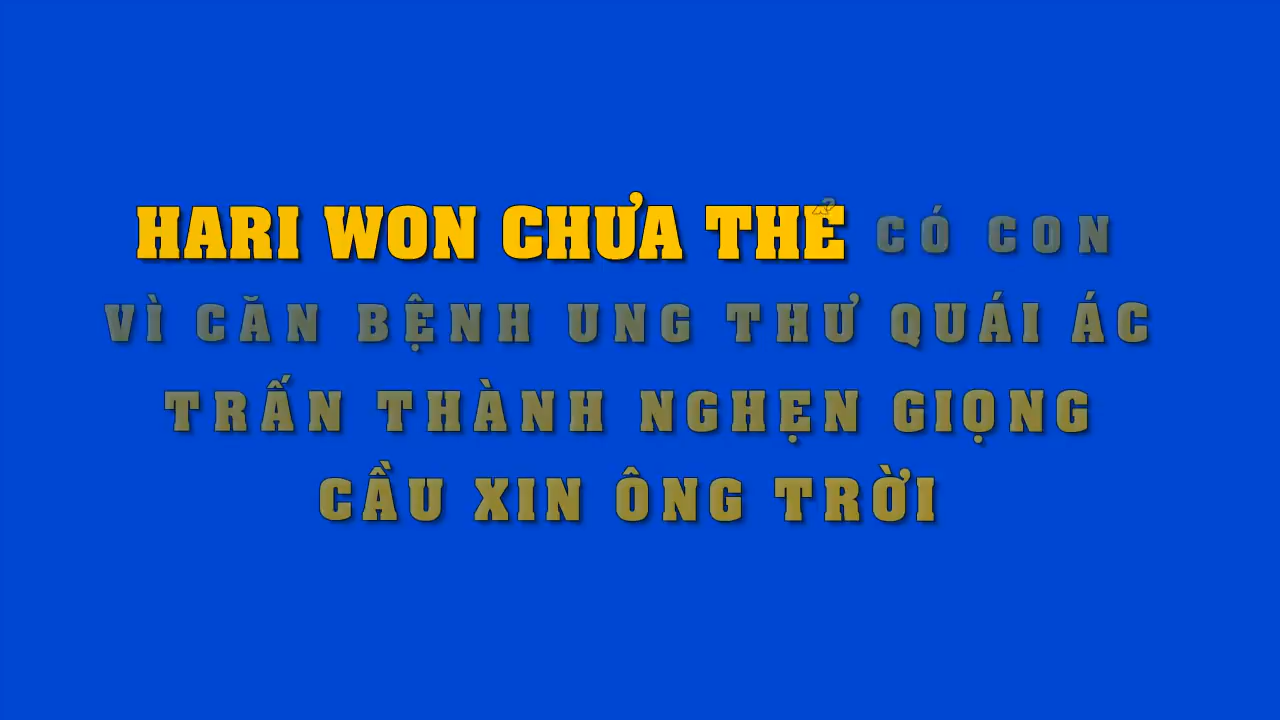 HARI WON CHƯA THỂ CÓ CON
VÌ CĂN BỆNH UNG THƯ QUÁI ÁC
TRẤN THÀNH NGHẸN GIỌNG
CẦU XIN ÔNG TRỜI